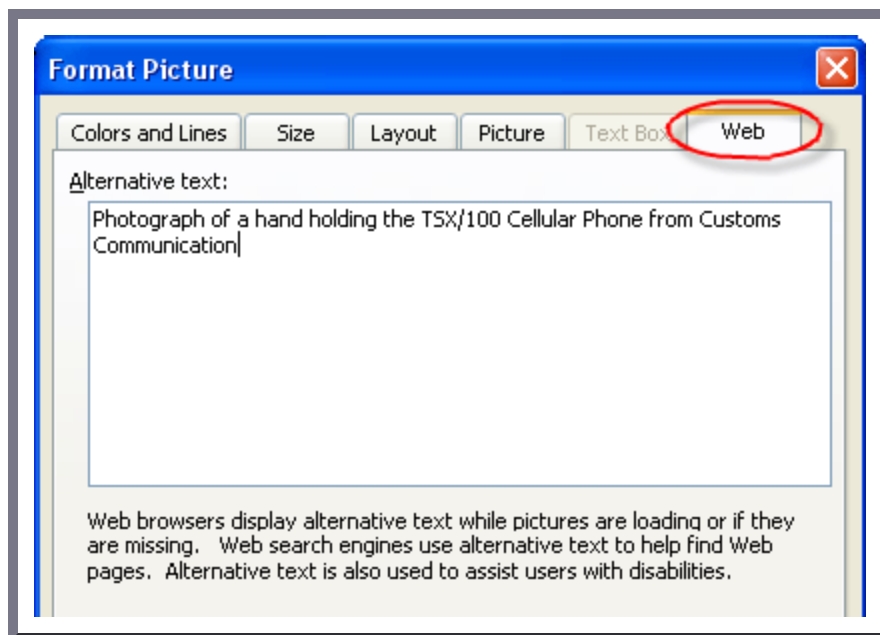 Format Picture
Colors and Lines Size Layout Picture Text Box Web
Alternative text:
Photograph of a hand holding the TSX/100 Cellular Phone from Customs
Communication
Web browsers display alternative text while pictures are loading or if they
are missing. Web search engines use alternative text to help find Web
pages. Alternative text is also used to assist users with disabilities.